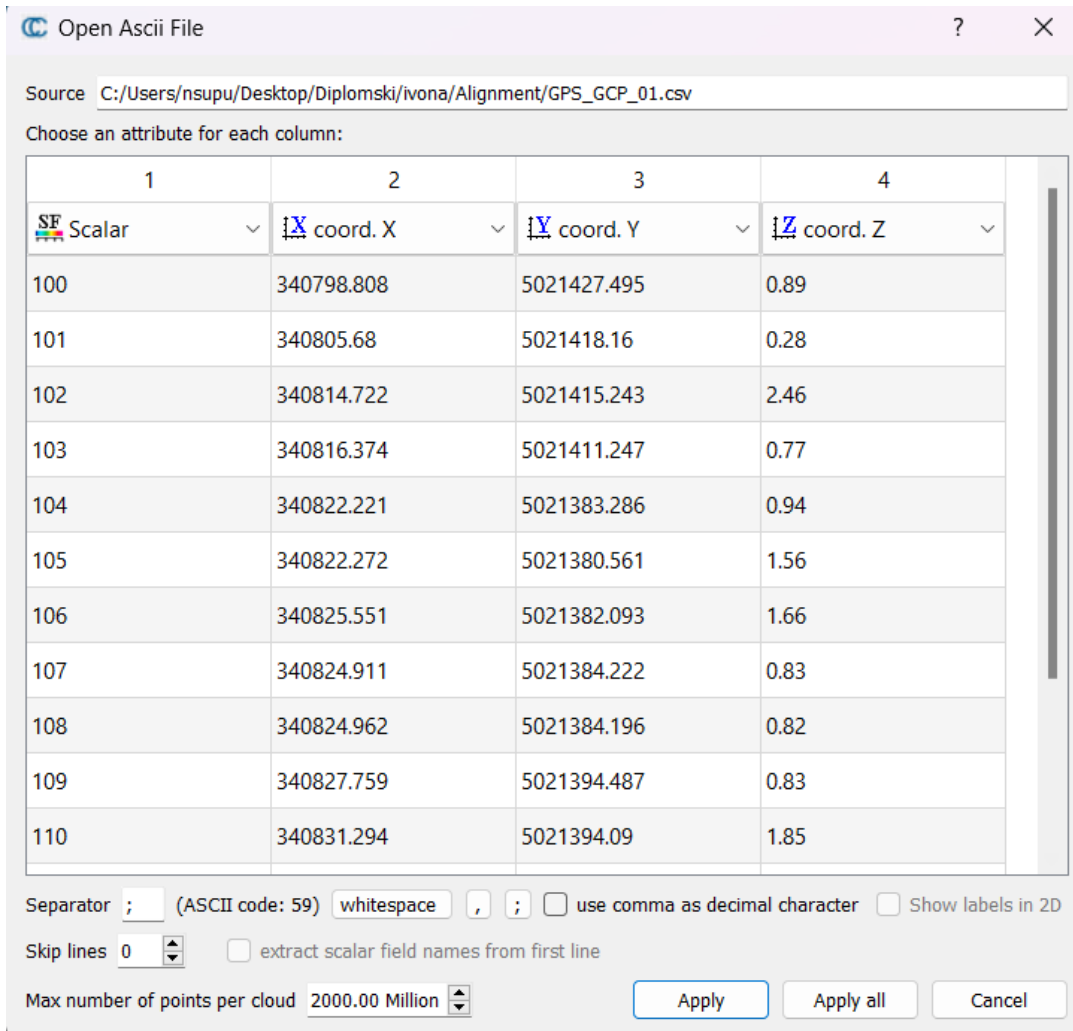 Open Ascii File ?
Source C:/Users/nsupu/Desktop/Diplomski/ivona/Alignment/GPS_GCP_01.csv
Choose an attribute for each column:
1 2 3 4
SF Scalar X coord. X Y coord. Y Z coord. Z
100 340798.808 5021427.495 0.89
101 340805.68 5021418.16 0.28
102 340814.722 5021415.243 2.46
103 340816.374 5021411.247 0.77
104 340822.221 5021383.286 0.94
105 340822.272 5021380.561 1.56
106 340825.551 5021382.093 1.66
107 340824.911 5021384.222 0.83
108 340824.962 5021384.196 0.82
109 340827.759 5021394.487 0.83
110 340831.294 5021394.09 1.85
Separator ; (ASCII code: 59) whitespace , ; use comma as decimal character Show labels in 2D
Skip lines 0 extract scalar field names from first line
Max number of points per cloud 2000.00 Million Apply Apply all Cancel